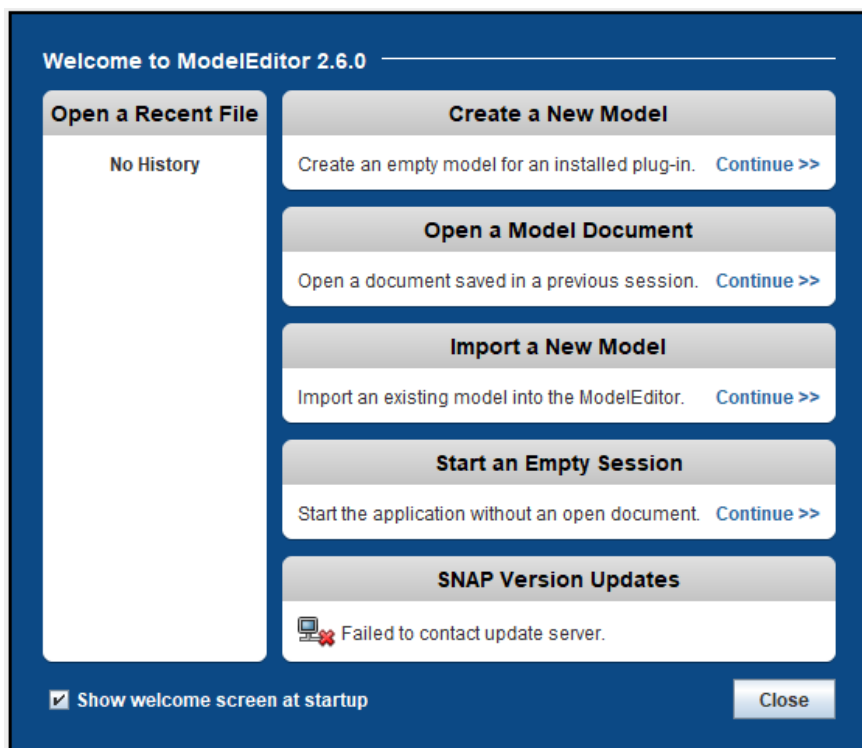 Welcome to ModelEditor 2.6.0
Open a Recent File
No History
Create a New Model
Create an empty model for an installed plug-in. Continue >>
Open a Model Document
Open a document saved in a previous session. Continue >>
Import a New Model
Import an existing model into the ModelEditor. Continue >>
Start an Empty Session
Start the application without an open document. Continue >>
SNAP Version Updates
Failed to contact update server.
Show welcome screen at startup
Close